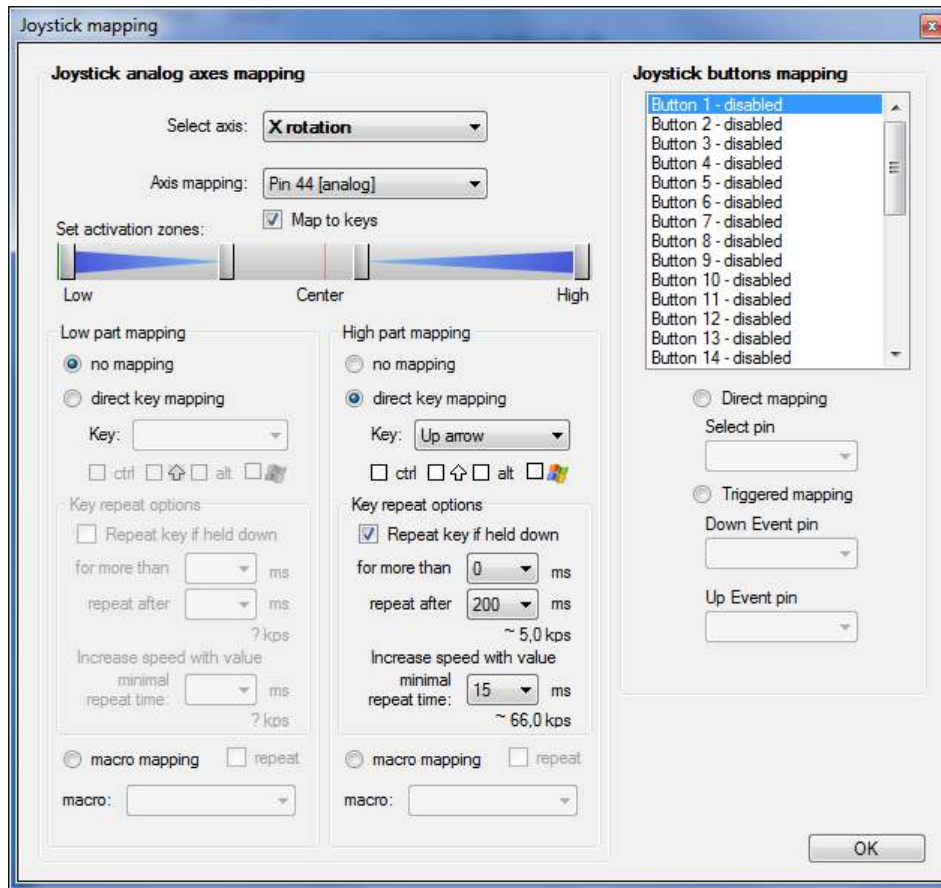 Joystick mapping
Joystick analog axes mapping
Select axis: X rotation
Axis mapping: Pin 44 [analog]
Map to keys
Set activation zones:
Low Center High
Low part mapping
no mapping
direct key mapping
Key:
ctrl alt
Key repeat options
Repeat key if held down
for more than ms
repeat after ms
? kps
Increase speed with value
minimal
repeat time: ms
? kps
macro mapping repeat
macro:
High part mapping
no mapping
direct key mapping
Key: Up arrow
ctrl alt
Key repeat options
Repeat key if held down
for more than 0 ms
repeat after 200 ms
~ 5,0 kps
Increase speed with value
minimal
repeat time: 15 ms
~ 66,0 kps
macro mapping repeat
macro:
Joystick buttons mapping
Button 1 - disabled
Button 2 - disabled
Button 3 - disabled
Button 4 - disabled
Button 5 - disabled
Button 6 - disabled
Button 7 - disabled
Button 8 - disabled
Button 9 - disabled
Button 10 - disabled
Button 11 - disabled
Button 12 - disabled
Button 13 - disabled
Button 14 - disabled
Direct mapping
Select pin
Triggered mapping
Down Event pin
Up Event pin
OK